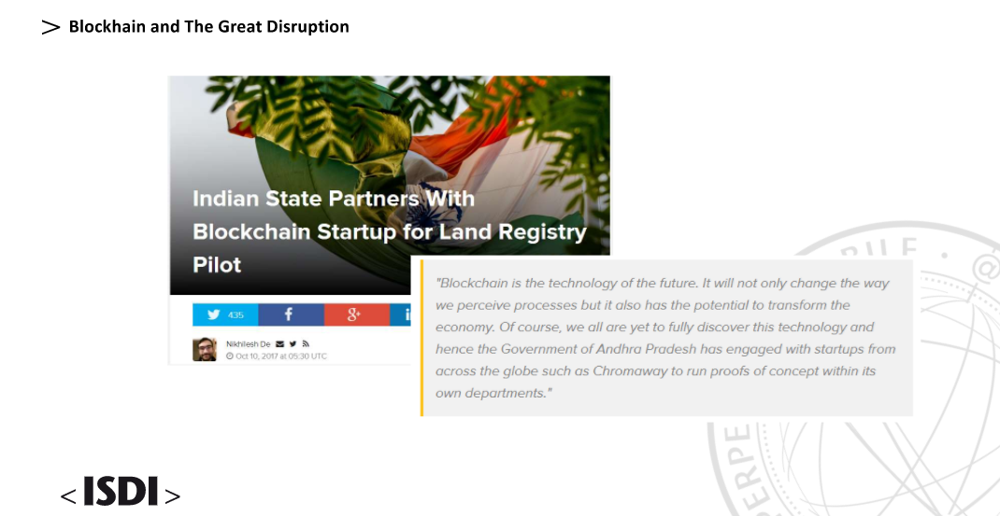 > Blockhain and The Great Disruption
Indian State Partners With
Blockchain Startup for Land Registry
Pilot
435
Nikhilesh De
Oct 10, 2017 at 05:30 UTC
"Blockchain is the technology of the future. It will not only change the way
we perceive processes but it also has the potential to transform the
economy. Of course, we all are yet to fully discover this technology and
hence the Government of Andhra Pradesh has engaged with startups from
across the globe such as Chromaway to run proofs of concept within its
own departments."
<ISDI>